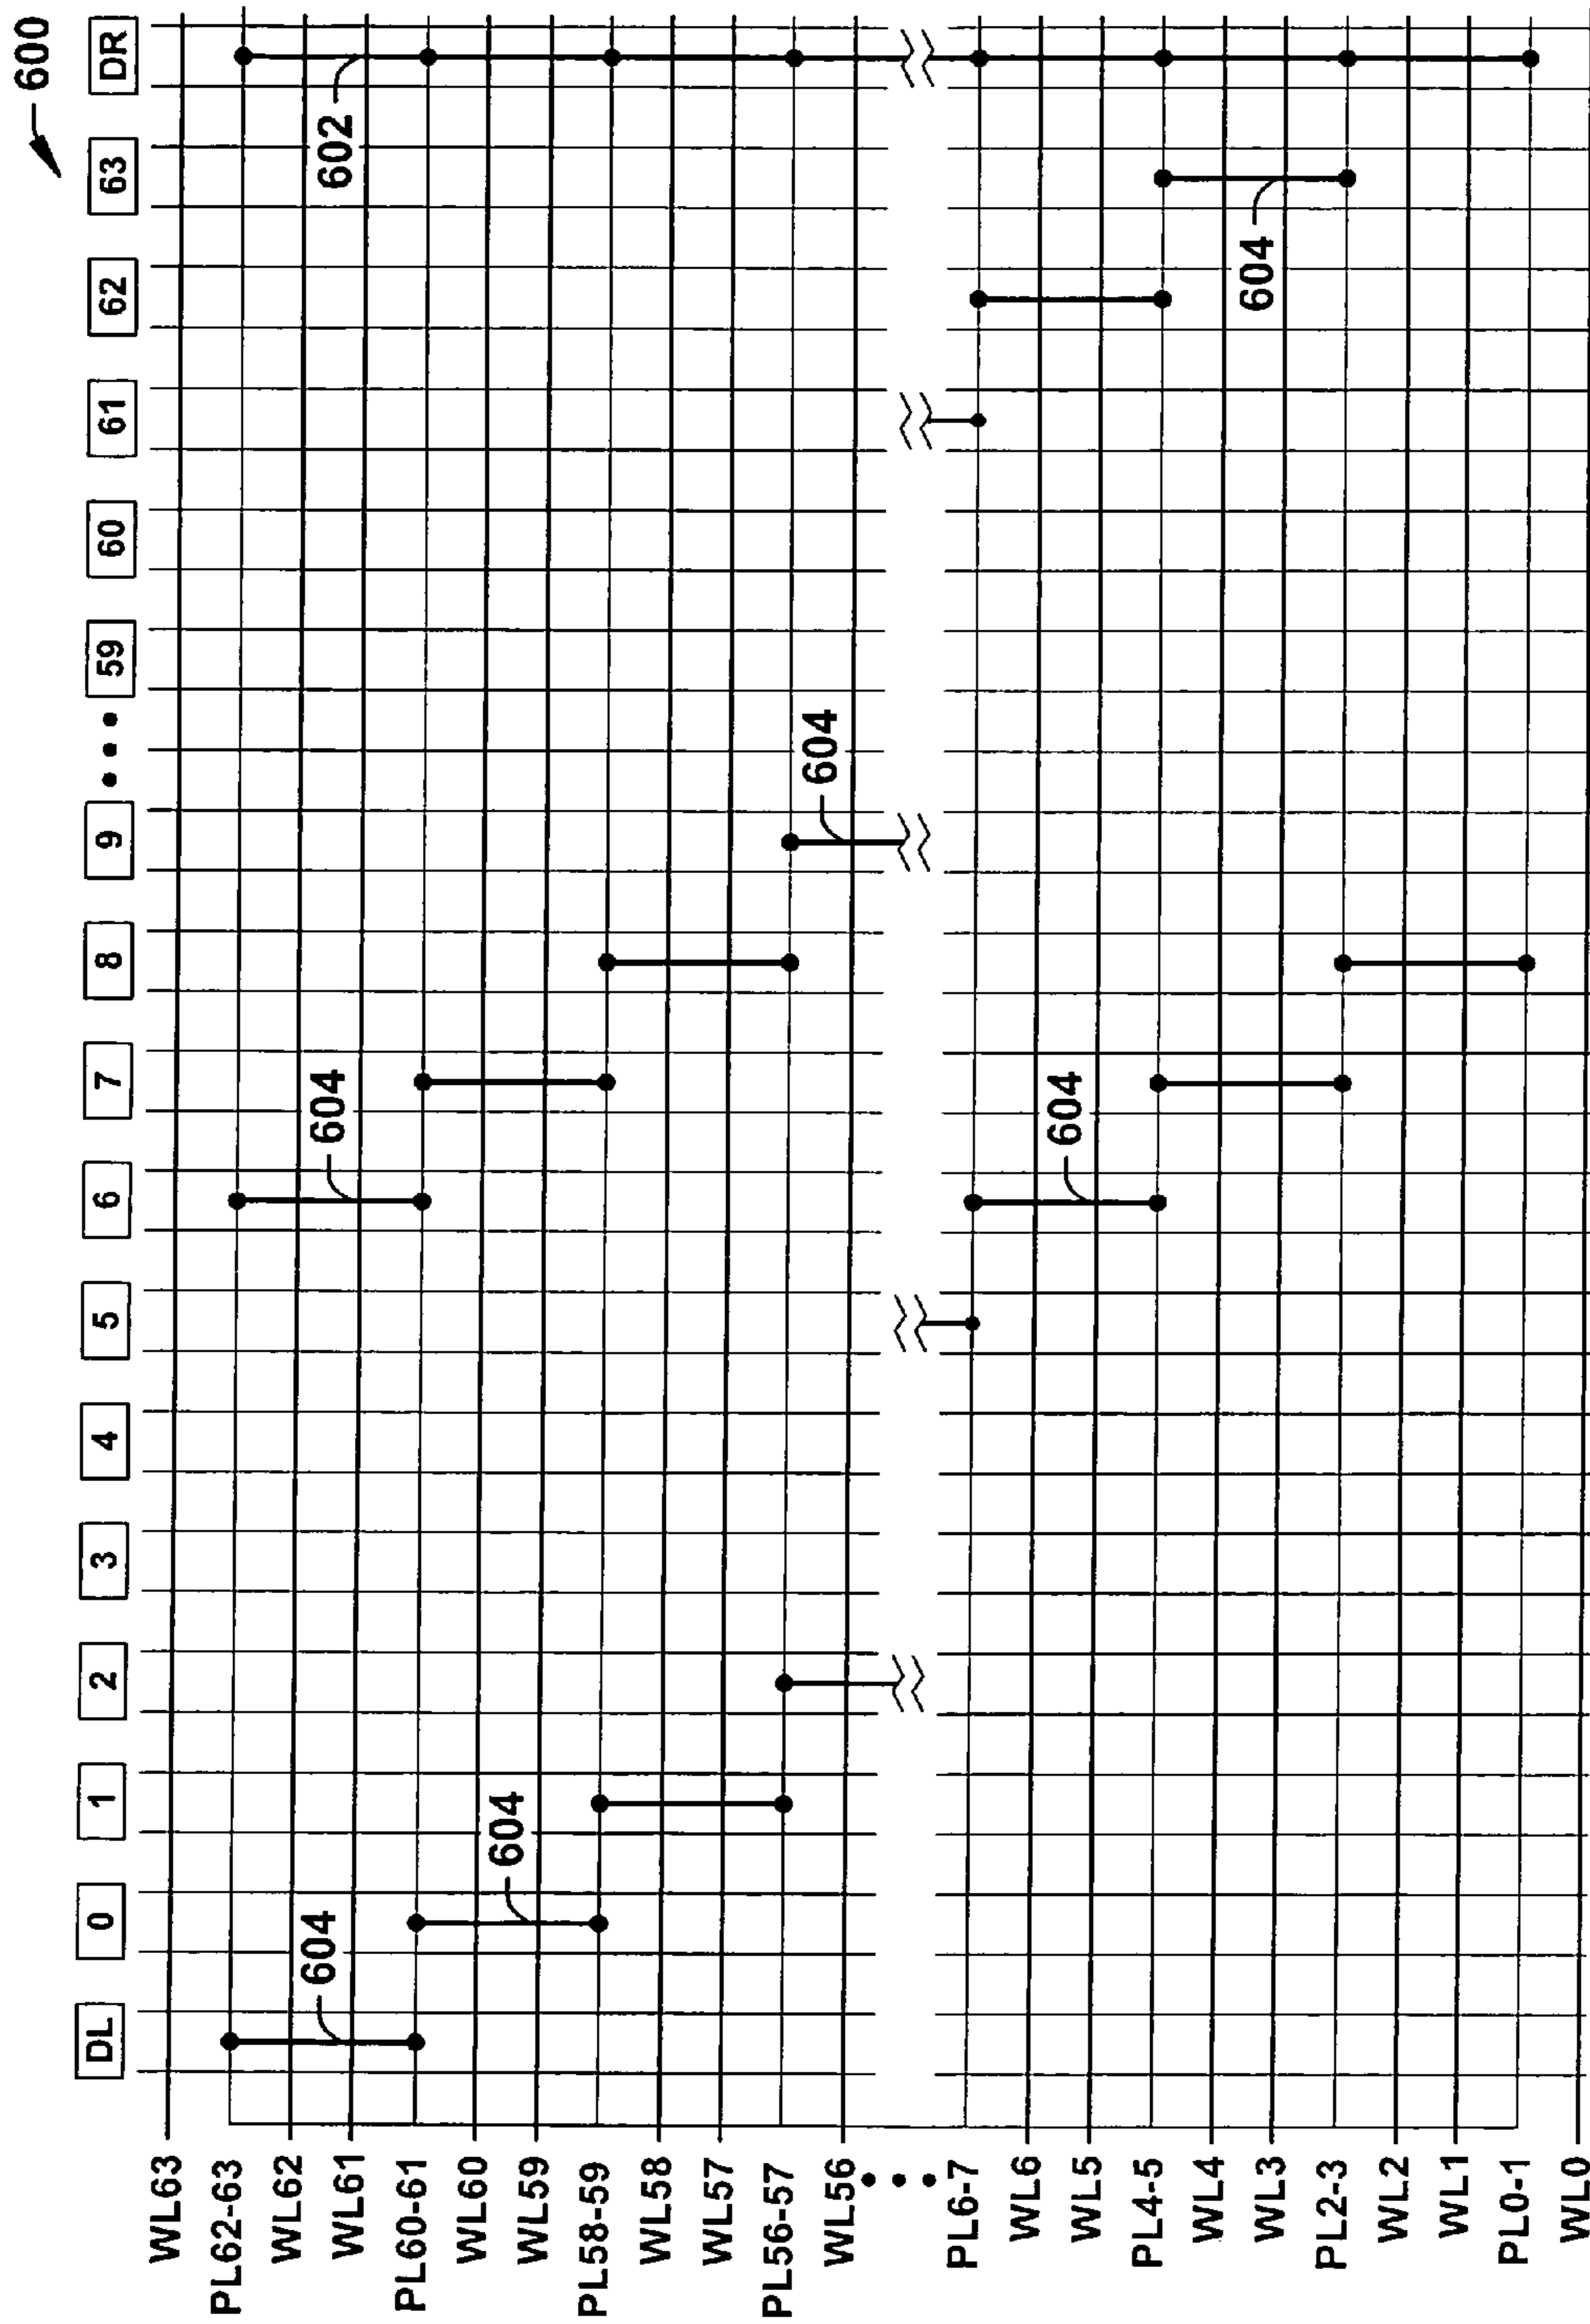 600
DL 0 1 2 3 4 5 6 7 8 9 • • • 59 60 61 62 63 DR
WL63
PL62-63
WL62
604
604
602
WL61
PL60-61
WL60
604
WL59
PL58-59
WL58
WL57
PL56-57
604
WL56
•
•
•
PL6-7
WL6
604
WL5
PL4-5
WL4
604
WL3
PL2-3
WL2
WL1
PL0-1
WL0